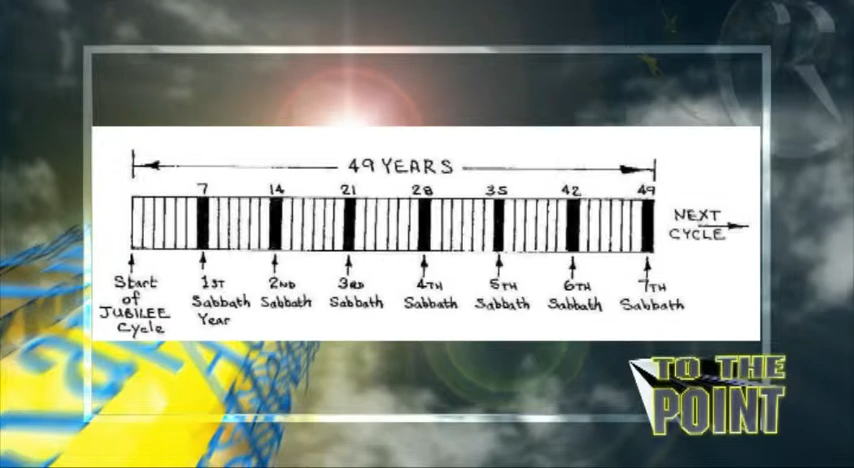 49 YEARS
7 14 21 28 35 42 49
NEXT
CYCLE
Start
of
JUBILEE
Cycle
1ST
Sabbath
Year
2ND
Sabbath
3RD
Sabbath
4TH
Sabbath
5TH
Sabbath
6TH
Sabbath
7TH
Sabbath
TO THE
POINT